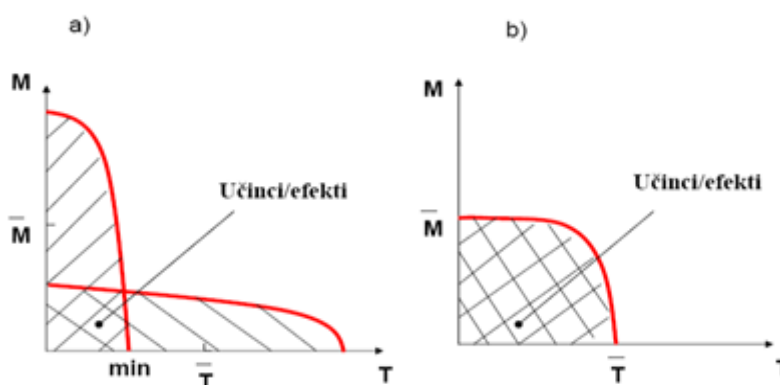 a)
M
Učinci/efekti
M̅
min
T̅
T
b)
M
Učinci/efekti
M̅
T̅
T